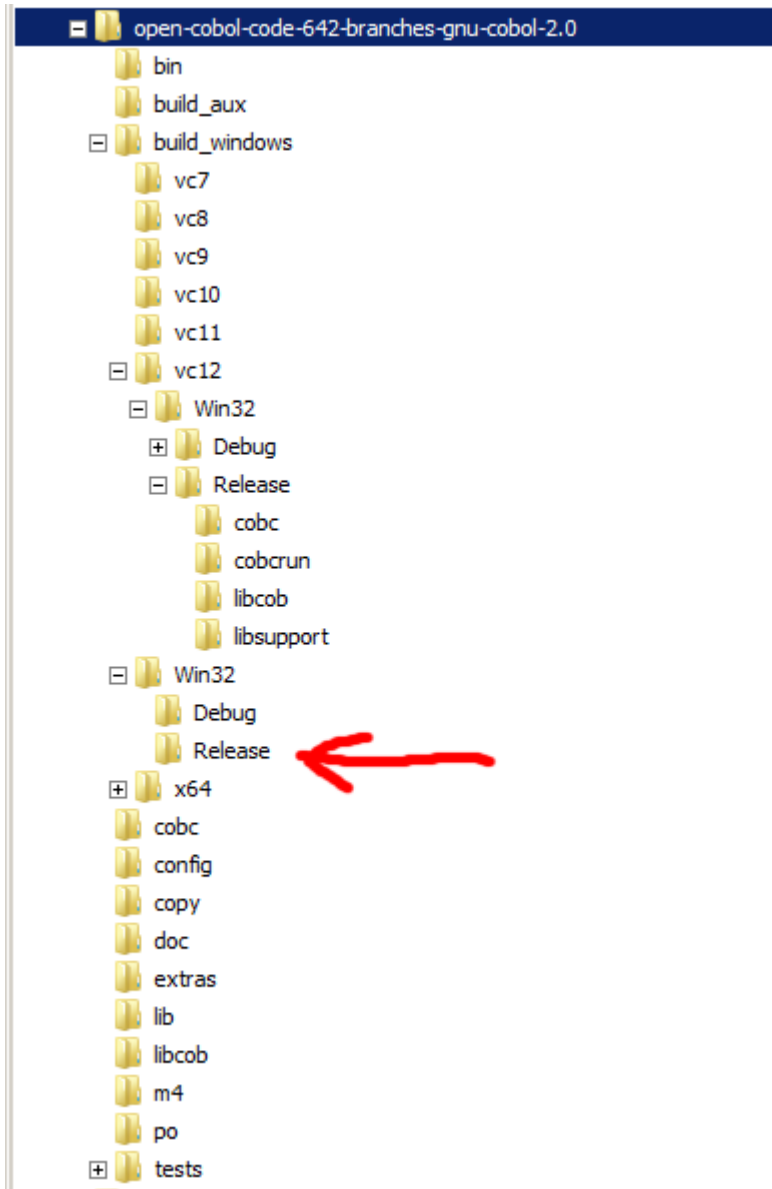 open-cobol-code-642-branches-gnu-cobol-2.0
bin
build_aux
build_windows
vc7
vc8
vc9
vc10
vc11
vc12
Win32
Debug
Release
cobc
cobcrun
libcob
libsupport
Win32
Debug
Release
x64
cobc
config
copy
doc
extras
lib
libcob
m4
po
tests